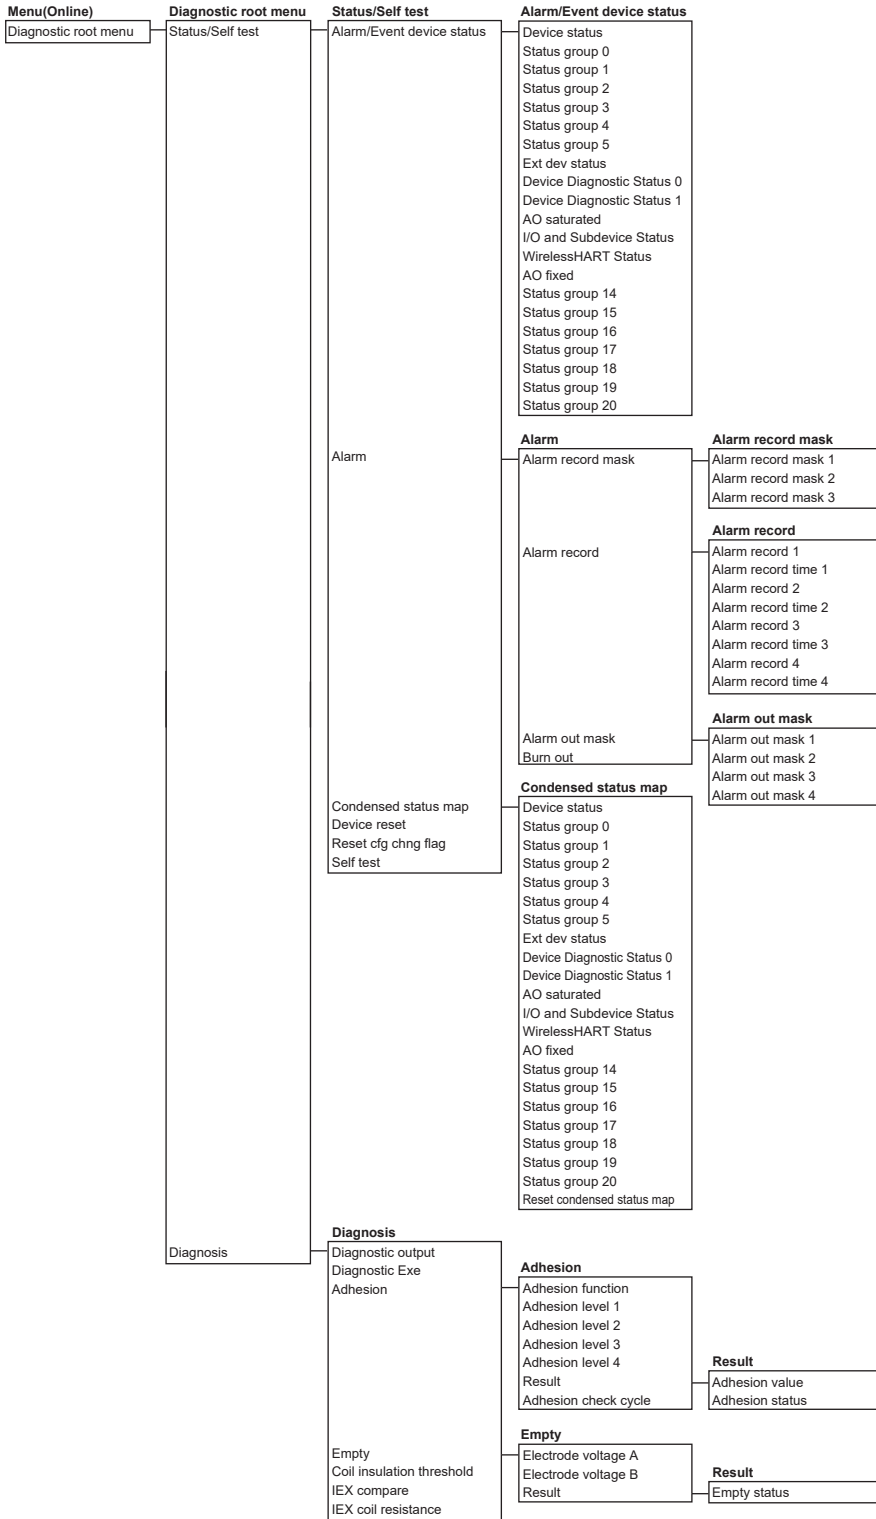 Menu(Online)
Diagnostic root menu
Diagnostic root menu
Status/Self test
Diagnosis
Status/Self test
Alarm/Event device status
Alarm
Condensed status map
Device reset
Reset cfg chng flag
Self test
Alarm/Event device status
Device status
Status group 0
Status group 1
Status group 2
Status group 3
Status group 4
Status group 5
Ext dev status
Device Diagnostic Status 0
Device Diagnostic Status 1
AO saturated
I/O and Subdevice Status
WirelessHART Status
AO fixed
Status group 14
Status group 15
Status group 16
Status group 17
Status group 18
Status group 19
Status group 20
Alarm
Alarm record mask
Alarm record
Alarm out mask
Burn out
Alarm record mask
Alarm record mask 1
Alarm record mask 2
Alarm record mask 3
Alarm record
Alarm record 1
Alarm record time 1
Alarm record 2
Alarm record time 2
Alarm record 3
Alarm record time 3
Alarm record 4
Alarm record time 4
Alarm out mask
Alarm out mask 1
Alarm out mask 2
Alarm out mask 3
Alarm out mask 4
Condensed status map
Device status
Status group 0
Status group 1
Status group 2
Status group 3
Status group 4
Status group 5
Ext dev status
Device Diagnostic Status 0
Device Diagnostic Status 1
AO saturated
I/O and Subdevice Status
WirelessHART Status
AO fixed
Status group 14
Status group 15
Status group 16
Status group 17
Status group 18
Status group 19
Status group 20
Reset condensed status map
Diagnosis
Diagnostic output
Diagnostic Exe
Adhesion
Empty
Coil insulation threshold
IEX compare
IEX coil resistance
Adhesion
Adhesion function
Adhesion level 1
Adhesion level 2
Adhesion level 3
Adhesion level 4
Result
Adhesion check cycle
Result
Adhesion value
Adhesion status
Empty
Electrode voltage A
Electrode voltage B
Result
Result
Empty status